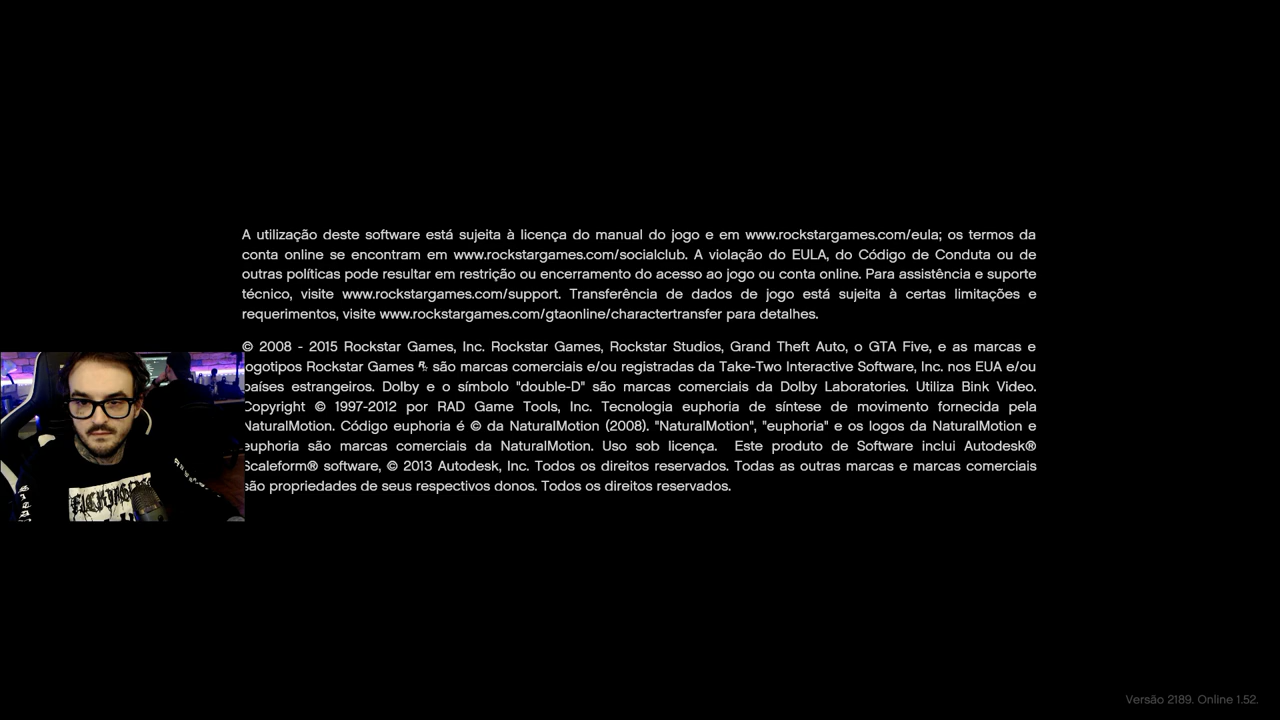 A utilização deste software está sujeita à licença do manual do jogo e em www.rockstargames.com/eula; os termos da
conta online se encontram em www.rockstargames.com/socialclub. A violação do EULA, do Código de Conduta ou de
outras políticas pode resultar em restrição ou encerramento do acesso ao jogo ou conta online. Para assistência e suporte
técnico, visite www.rockstargames.com/support. Transferência de dados de jogo está sujeita à certas limitações e
requerimentos, visite www.rockstargames.com/gtaonline/charactertransfer para detalhes.
© 2008 - 2015 Rockstar Games, Inc. Rockstar Games, Rockstar Studios, Grand Theft Auto, o GTA Five, e as marcas e
logotipos Rockstar Games R* são marcas comerciais e/ou registradas da Take-Two Interactive Software, Inc. nos EUA e/ou
países estrangeiros. Dolby e o símbolo "double-D" são marcas comerciais da Dolby Laboratories. Utiliza Bink Video.
Copyright © 1997-2012 por RAD Game Tools, Inc. Tecnologia euphoria de síntese de movimento fornecida pela
NaturalMotion. Código euphoria é © da NaturalMotion (2008). "NaturalMotion", "euphoria" e os logos da NaturalMotion e
euphoria são marcas comerciais da NaturalMotion. Uso sob licença. Este produto de Software inclui Autodesk®
Scaleform® software, © 2013 Autodesk, Inc. Todos os direitos reservados. Todas as outras marcas e marcas comerciais
são propriedades de seus respectivos donos. Todos os direitos reservados.
Versão 2189. Online 1.52.